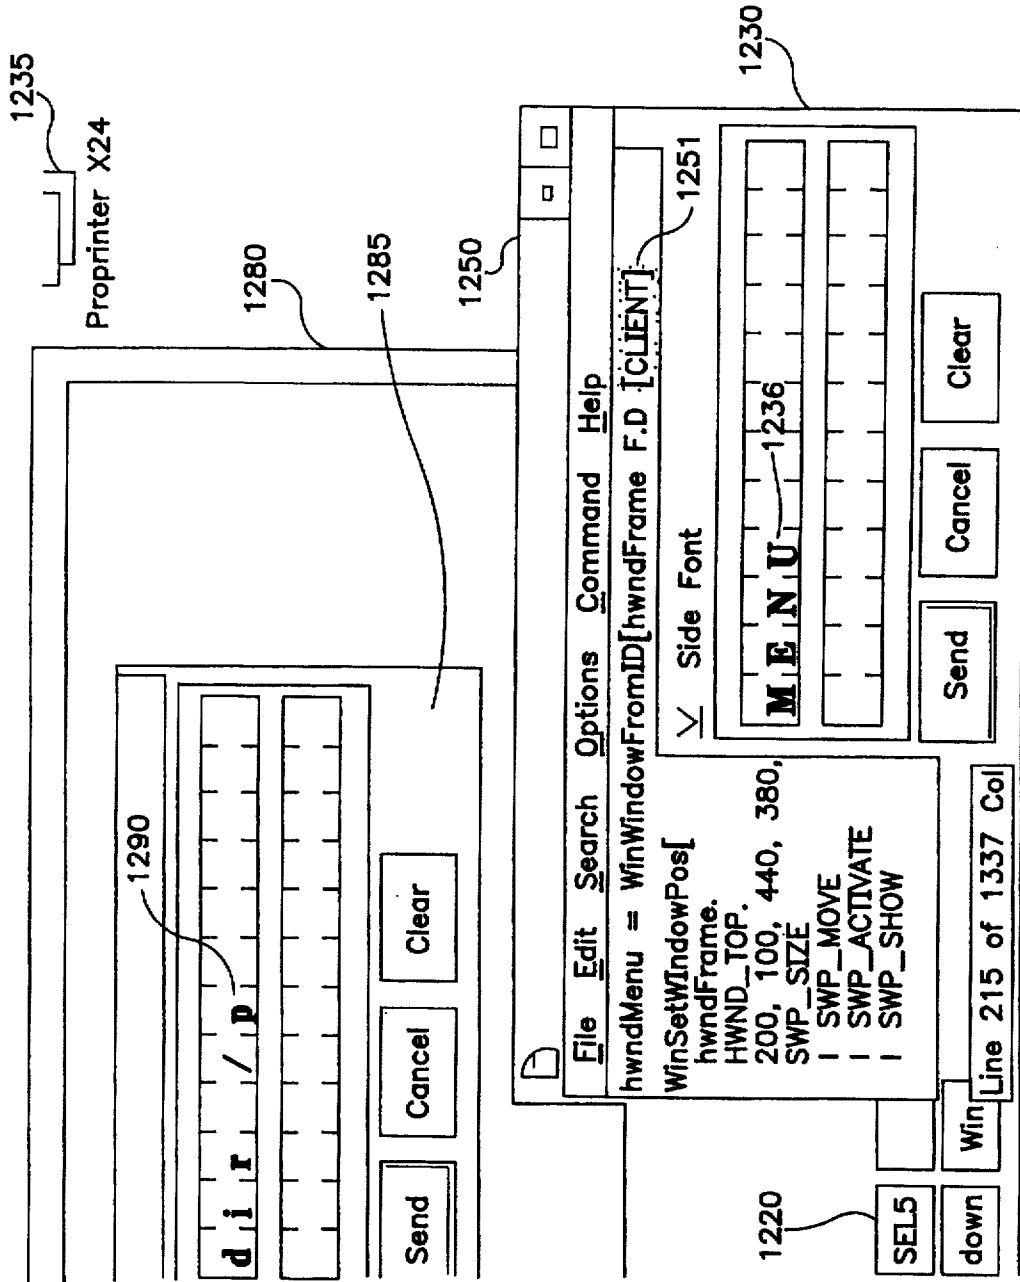 1235
Proprinter X24
1280
1285
1290
d i r / p
Send Cancel Clear
1250
File Edit Search Options Command Help
hwndMenu = WinWindowFromID[hwndFrame F.D [CLIENT]
1251
WinSetWIndowPos[
hwndFrame.
HWND_TOP.
200, 100, 440, 380,
SWP_SIZE
| SWP_MOVE
| SWP_ACTIVATE
| SWP_SHOW
V Side Font
M E N U
1236
Send Cancel Clear
1230
1220
SEL5
down Win
Line 215 of 1337 Col